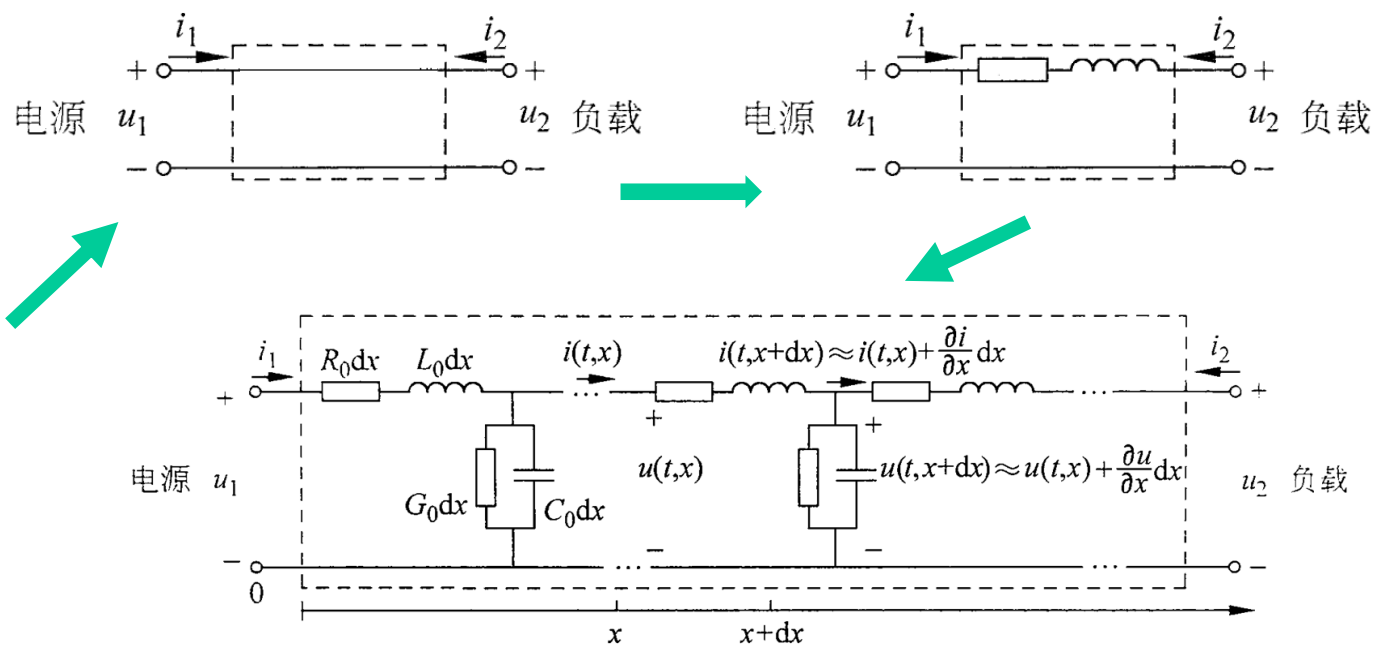 i₁ i₂
+ +
电源 u₁ u₂ 负载
− −
i₁ i₂
+ +
电源 u₁ u₂ 负载
− −
i₁ R₀dx L₀dx i(t,x) i(t,x+dx)≈i(t,x)+∂i/∂x dx i₂
+ ... ... +
+ +
电源 u₁ u(t,x) u(t,x+dx)≈u(t,x)+∂u/∂x dx u₂ 负载
G₀dx C₀dx
− − − −
... ...
0
x x+dx